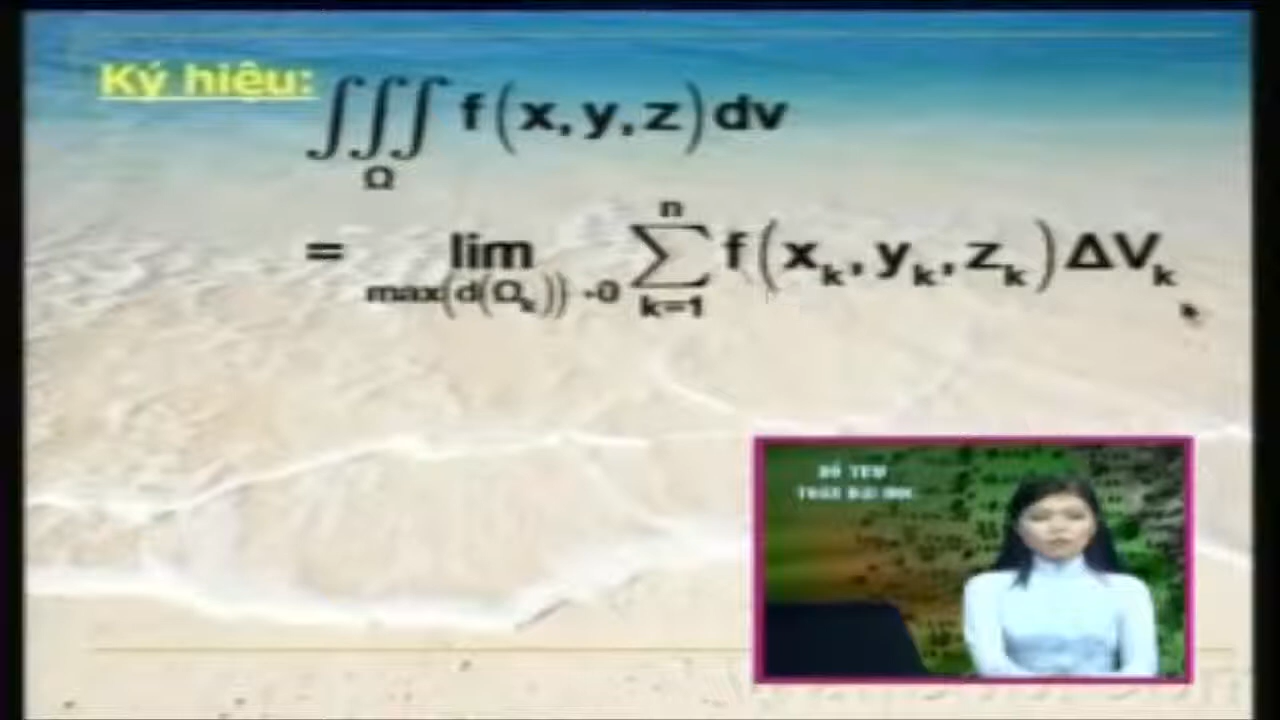 Ký hiệu:
∭_Ω f(x,y,z)dv
= lim_{max(d(Ω_k))→0} ∑_{k=1}^{n} f(x_k,y_k,z_k)ΔV_k